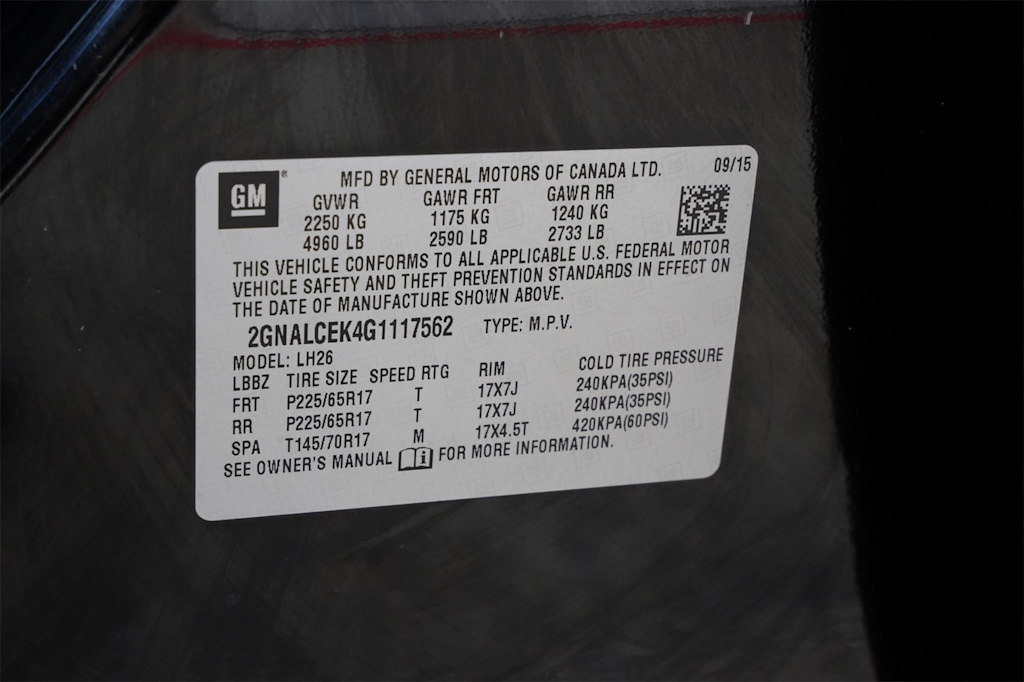 GM ®
MFD BY GENERAL MOTORS OF CANADA LTD. 09/15
GVWR GAWR FRT GAWR RR
2250 KG 1175 KG 1240 KG
4960 LB 2590 LB 2733 LB
THIS VEHICLE CONFORMS TO ALL APPLICABLE U.S. FEDERAL MOTOR
VEHICLE SAFETY AND THEFT PREVENTION STANDARDS IN EFFECT ON
THE DATE OF MANUFACTURE SHOWN ABOVE.
2GNALCEK4G1117562 TYPE: M.P.V.
MODEL: LH26
LBBZ TIRE SIZE SPEED RTG RIM COLD TIRE PRESSURE
FRT P225/65R17 T 17X7J 240KPA(35PSI)
RR P225/65R17 T 17X7J 240KPA(35PSI)
SPA T145/70R17 M 17X4.5T 420KPA(60PSI)
SEE OWNER'S MANUAL i FOR MORE INFORMATION.